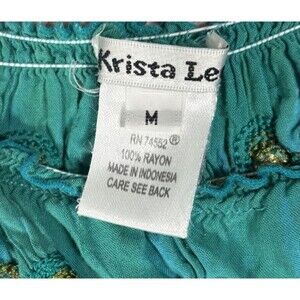 Krista Le
M
RN 74552®
100% RAYON
MADE IN INDONESIA
CARE SEE BACK